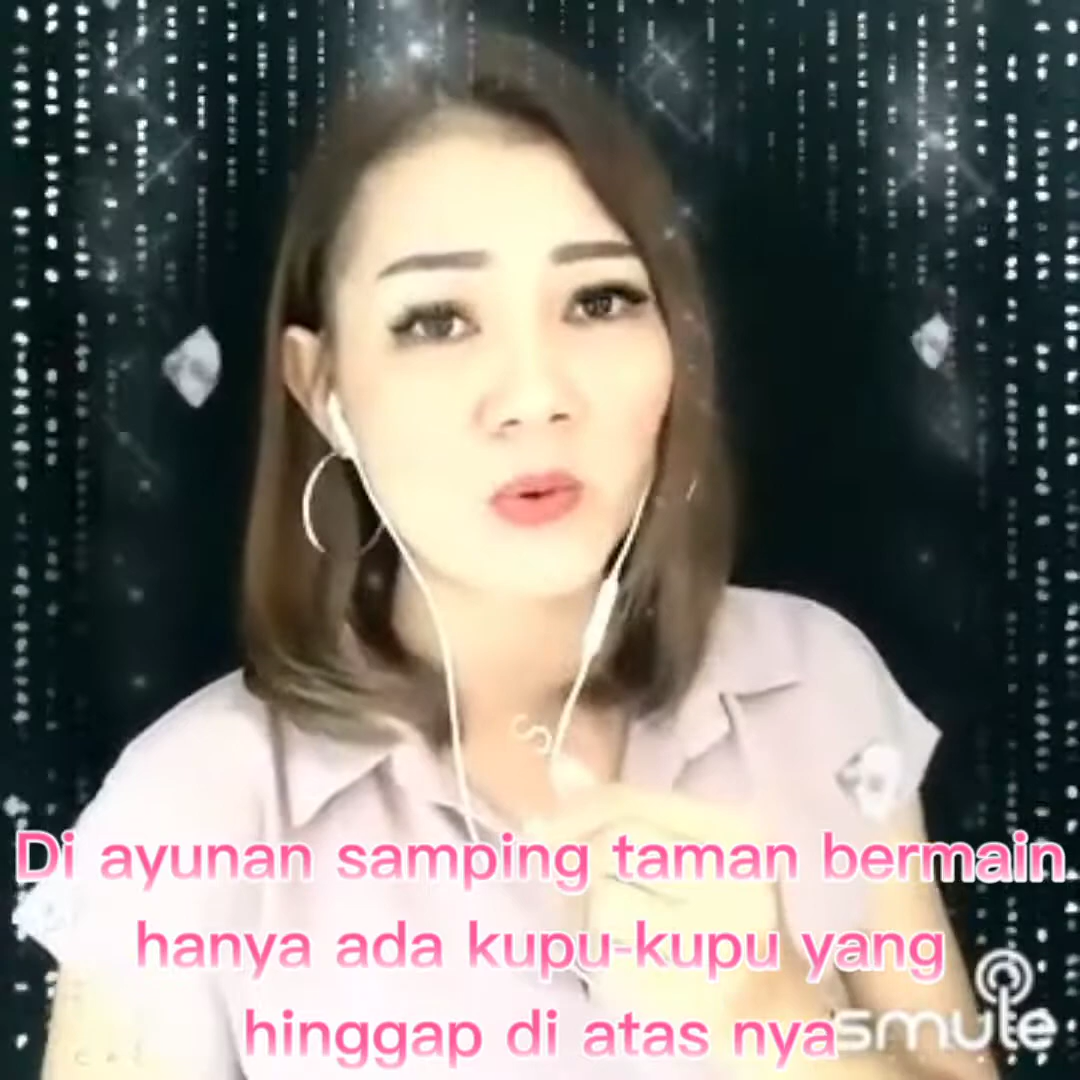 Di ayunan samping taman bermain
hanya ada kupu-kupu yang
hinggap di atas nya
smule